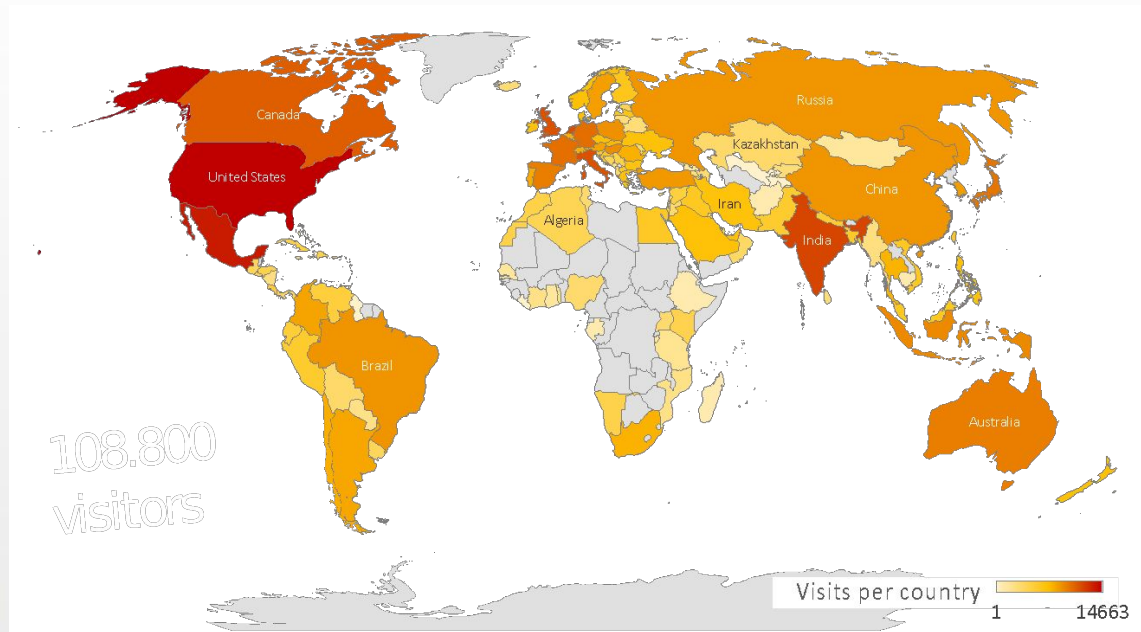 Canada
Russia
Kazakhstan
United States
China
Iran
Algeria
India
Brazil
Australia
108.800
visitors
Visits per country
1 14663